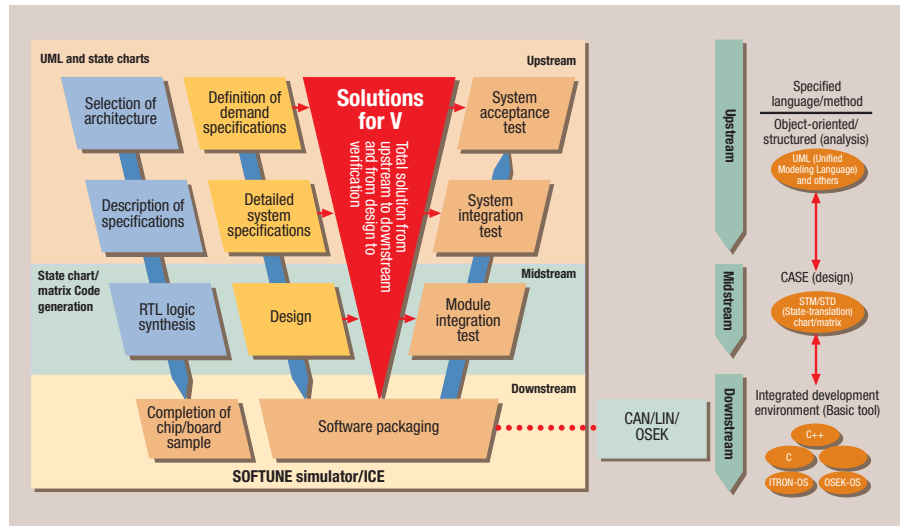 UML and state charts
Upstream
Selection of
architecture
Definition of
demand
specifications
Solutions
for V
Total solution from
upstream to downstream
and from design to
verification
System
acceptance
test
Description of
specifications
Detailed
system
specifications
System
integration
test
State chart/
matrix Code
generation
Midstream
RTL logic
synthesis
Design
Module
integration
test
Downstream
Completion of
chip/board
sample
Software packaging
SOFTUNE simulator/ICE
CAN/LIN/
OSEK
Upstream
Midstream
Downstream
Specified
language/method
Object-oriented/
structured (analysis)
UML (Unified
Modeling Language)
and others
CASE (design)
STM/STD
(State-translation)
chart/matrix
Integrated development
environment (Basic tool)
C++
C
ITRON-OS
OSEK-OS